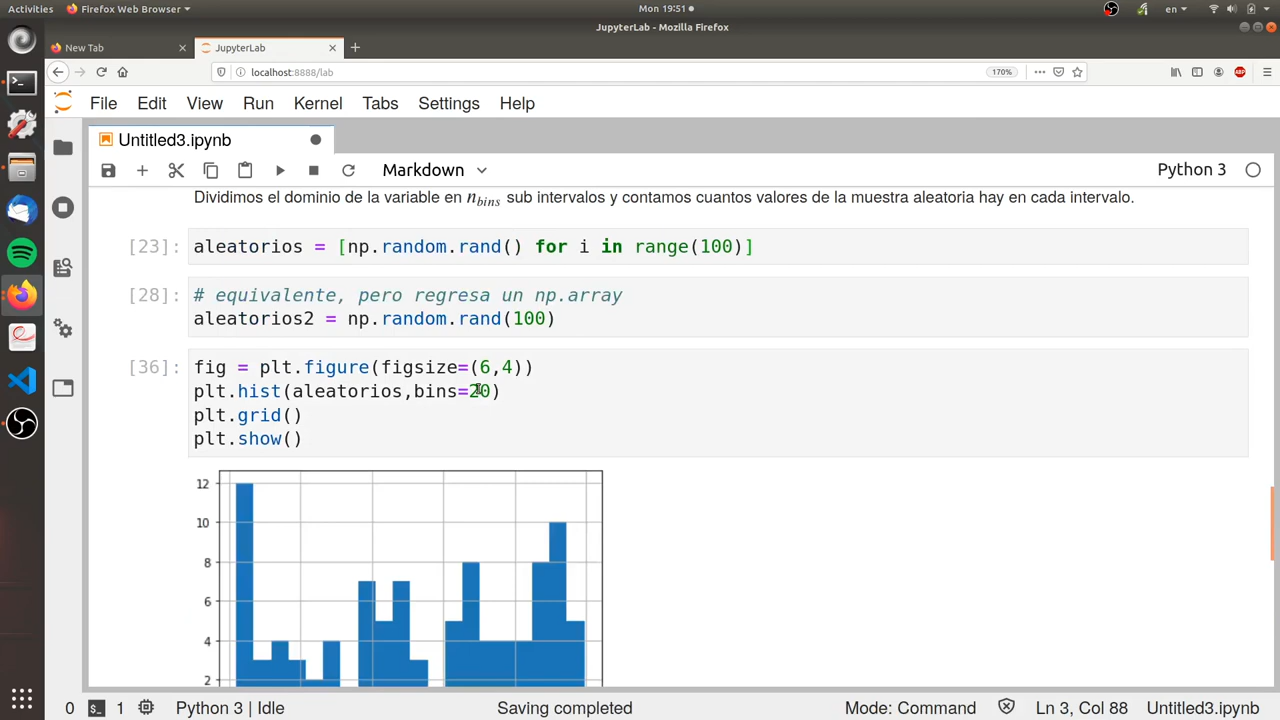 Activities Firefox Web Browser Mon 19:51 en
JupyterLab - Mozilla Firefox
New Tab JupyterLab
localhost:8888/lab 170%
File Edit View Run Kernel Tabs Settings Help
Untitled3.ipynb
Markdown Python 3
Dividimos el dominio de la variable en n_bins sub intervalos y contamos cuantos valores de la muestra aleatoria hay en cada intervalo.
[23]: aleatorios = [np.random.rand() for i in range(100)]
[28]: # equivalente, pero regresa un np.array
aleatorios2 = np.random.rand(100)
[36]: fig = plt.figure(figsize=(6,4))
plt.hist(aleatorios,bins=20)
plt.grid()
plt.show()
12
10
8
6
4
2
0 1 Python 3 | Idle Saving completed Mode: Command Ln 3, Col 88 Untitled3.ipynb